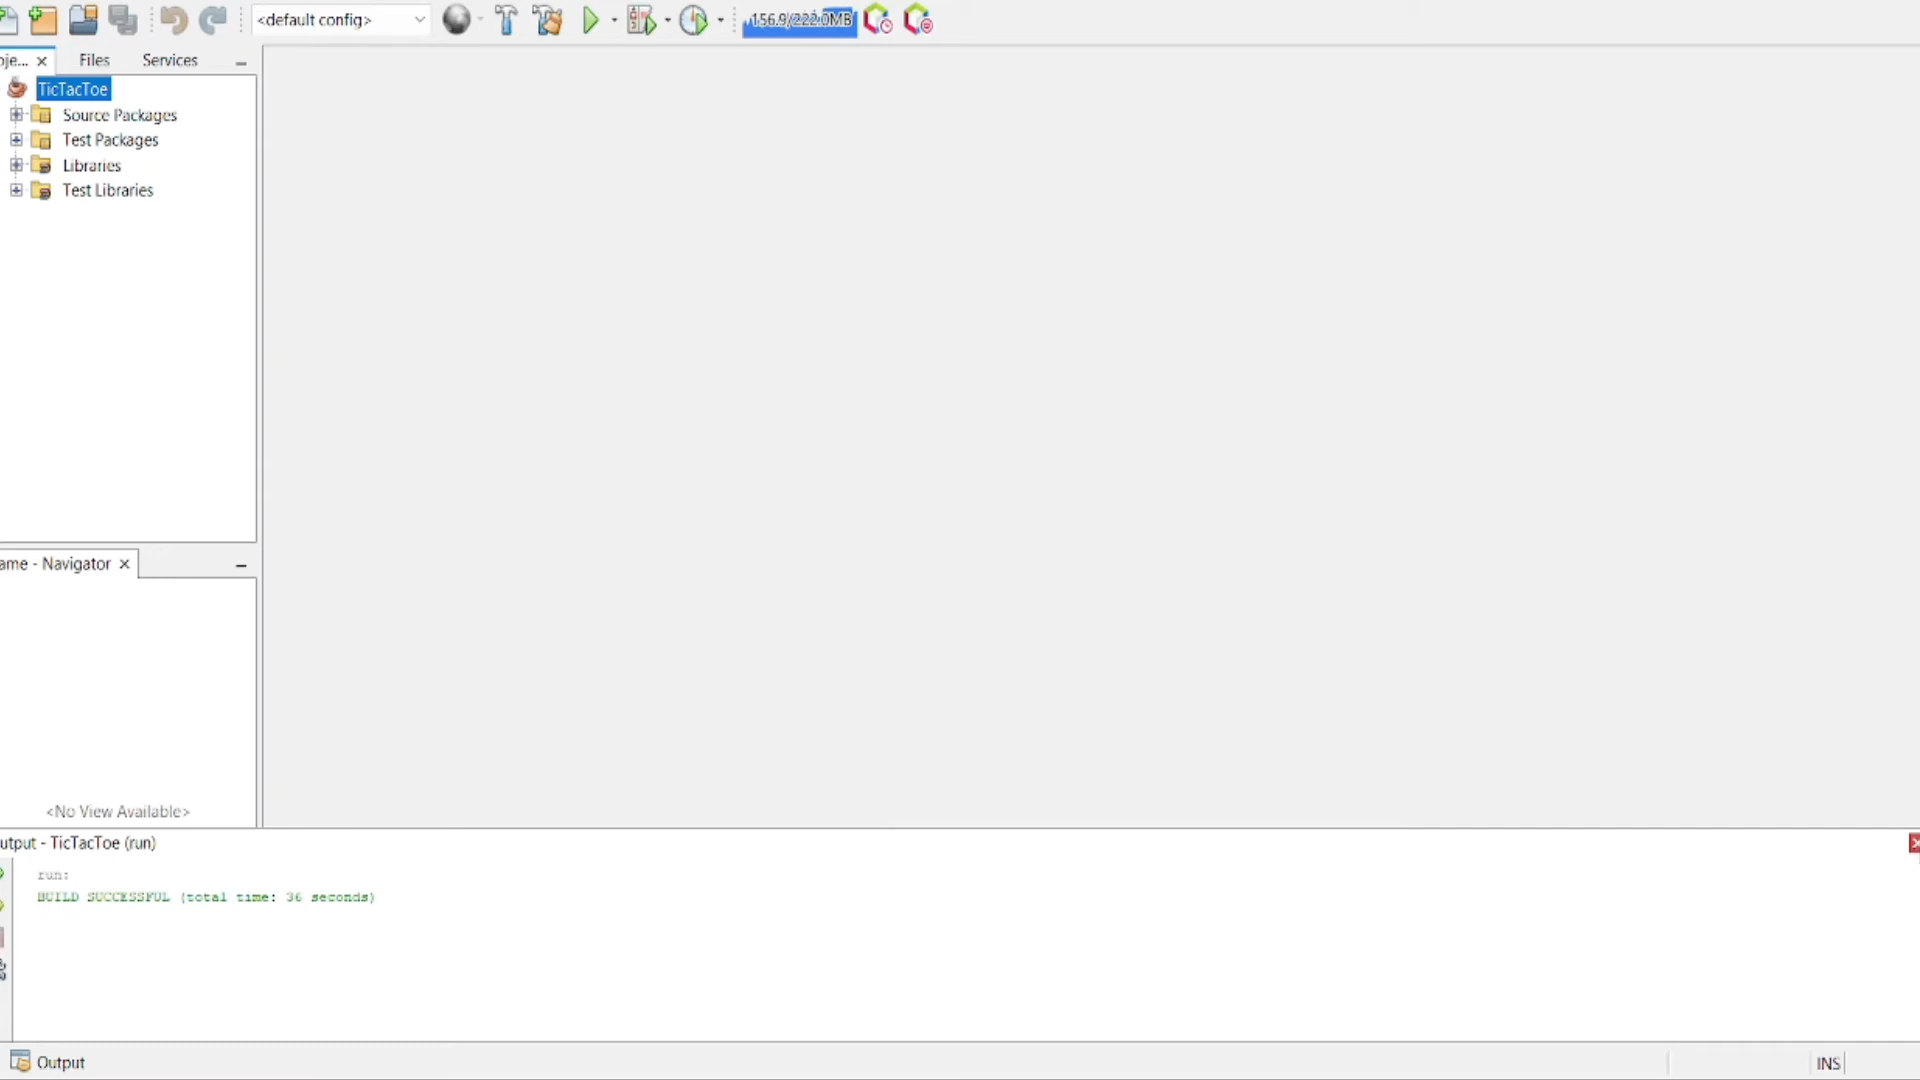 <default config>
156.9/222.0MB
oje...
Files
Services
TicTacToe
Source Packages
Test Packages
Libraries
Test Libraries
ame - Navigator
<No View Available>
utput - TicTacToe (run)
run:
BUILD SUCCESSFUL (total time: 36 seconds)
Output
INS